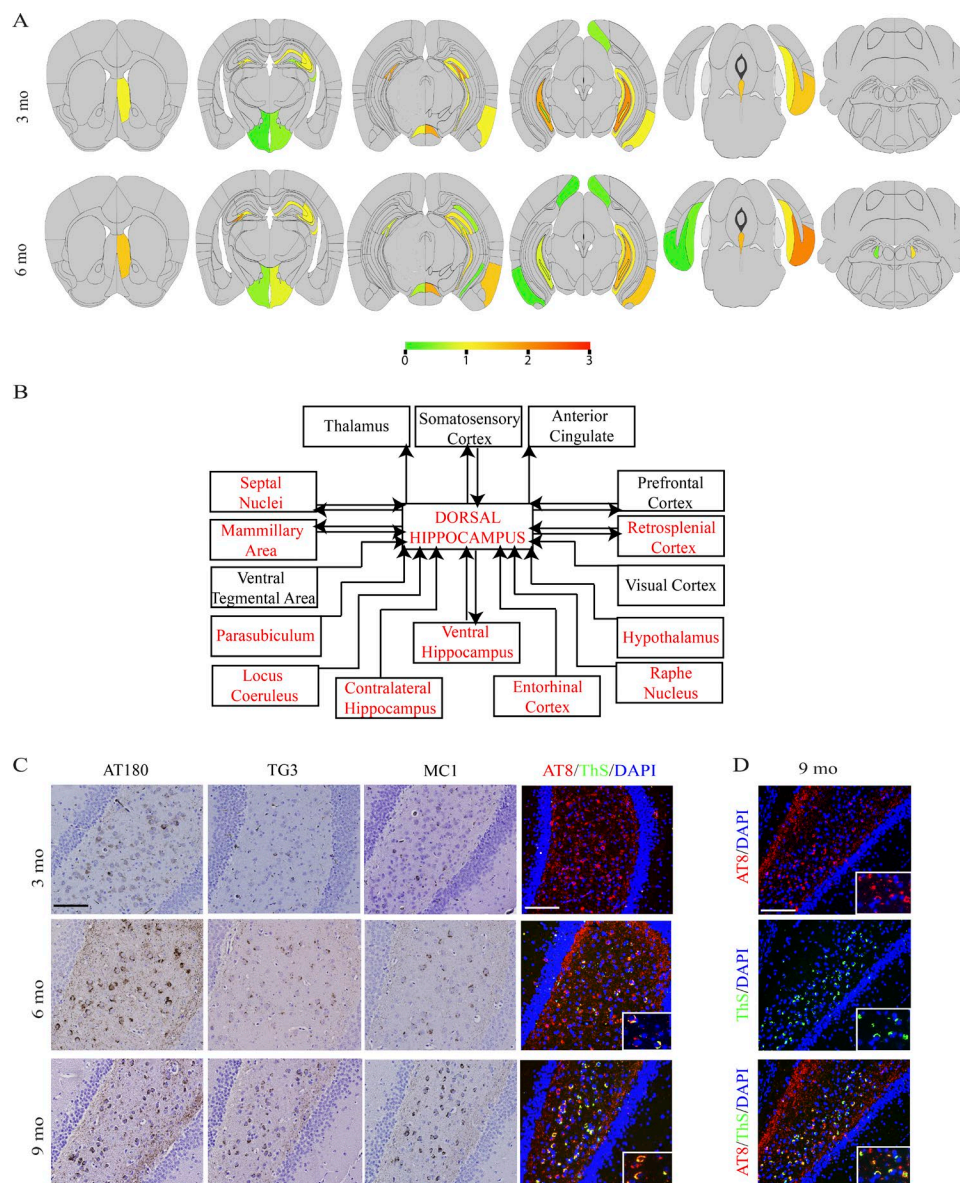 A
3 mo
6 mo
0 1 2 3
B
Thalamus
Somatosensory
Cortex
Anterior
Cingulate
Septal
Nuclei
Prefrontal
Cortex
Mammillary
Area
DORSAL
HIPPOCAMPUS
Retrosplenial
Cortex
Ventral
Tegmental Area
Visual Cortex
Parasubiculum
Ventral
Hippocampus
Hypothalamus
Locus
Coeruleus
Contralateral
Hippocampus
Entorhinal
Cortex
Raphe
Nucleus
C
AT180 TG3 MC1 AT8/ThS/DAPI
3 mo
6 mo
9 mo
D
9 mo
AT8/DAPI
ThS/DAPI
AT8/ThS/DAPI